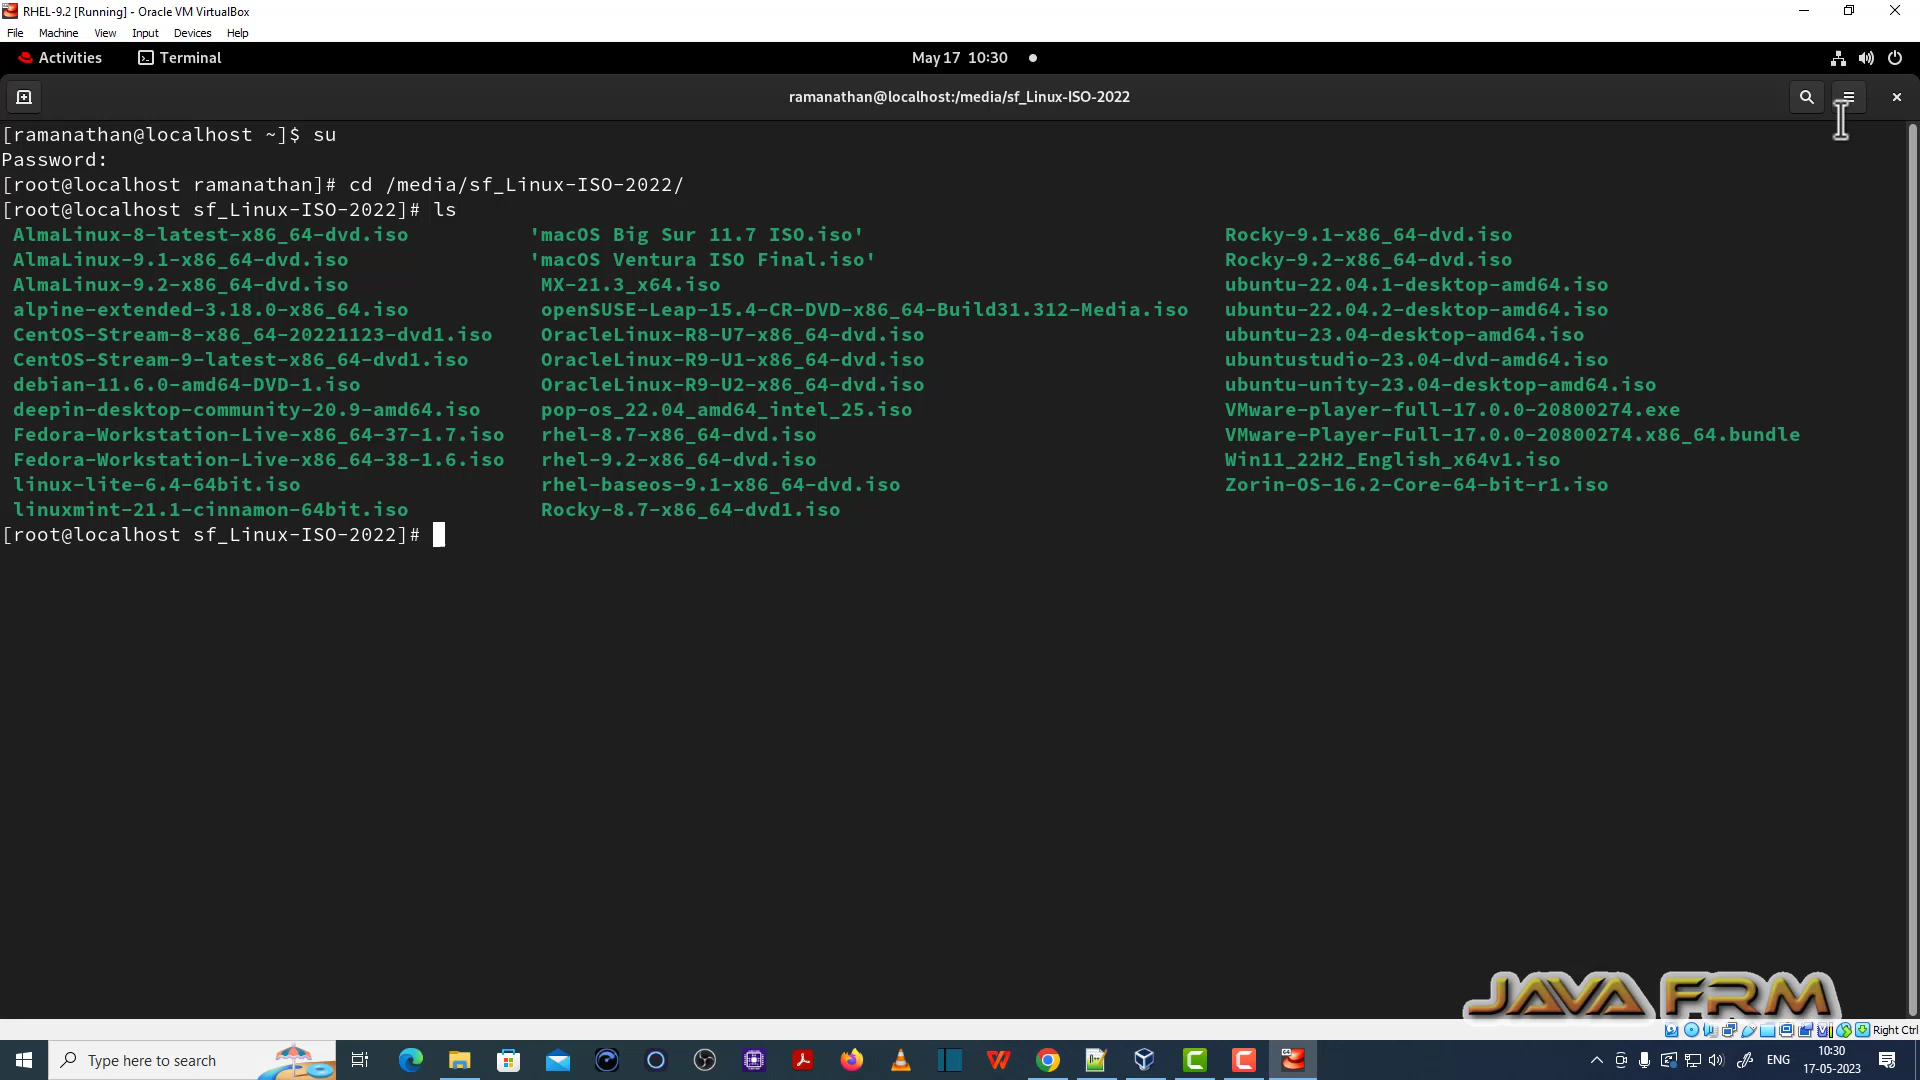 RHEL-9.2 [Running] - Oracle VM VirtualBox
File Machine View Input Devices Help
Activities Terminal May 17 10:30
ramanathan@localhost:/media/sf_Linux-ISO-2022
[ramanathan@localhost ~]$ su
Password:
[root@localhost ramanathan]# cd /media/sf_Linux-ISO-2022/
[root@localhost sf_Linux-ISO-2022]# ls
AlmaLinux-8-latest-x86_64-dvd.iso 'macOS Big Sur 11.7 ISO.iso' Rocky-9.1-x86_64-dvd.iso
AlmaLinux-9.1-x86_64-dvd.iso 'macOS Ventura ISO Final.iso' Rocky-9.2-x86_64-dvd.iso
AlmaLinux-9.2-x86_64-dvd.iso MX-21.3_x64.iso ubuntu-22.04.1-desktop-amd64.iso
alpine-extended-3.18.0-x86_64.iso openSUSE-Leap-15.4-CR-DVD-x86_64-Build31.312-Media.iso ubuntu-22.04.2-desktop-amd64.iso
CentOS-Stream-8-x86_64-20221123-dvd1.iso OracleLinux-R8-U7-x86_64-dvd.iso ubuntu-23.04-desktop-amd64.iso
CentOS-Stream-9-latest-x86_64-dvd1.iso OracleLinux-R9-U1-x86_64-dvd.iso ubuntustudio-23.04-dvd-amd64.iso
debian-11.6.0-amd64-DVD-1.iso OracleLinux-R9-U2-x86_64-dvd.iso ubuntu-unity-23.04-desktop-amd64.iso
deepin-desktop-community-20.9-amd64.iso pop-os_22.04_amd64_intel_25.iso VMware-player-full-17.0.0-20800274.exe
Fedora-Workstation-Live-x86_64-37-1.7.iso rhel-8.7-x86_64-dvd.iso VMware-Player-Full-17.0.0-20800274.x86_64.bundle
Fedora-Workstation-Live-x86_64-38-1.6.iso rhel-9.2-x86_64-dvd.iso Win11_22H2_English_x64v1.iso
linux-lite-6.4-64bit.iso rhel-baseos-9.1-x86_64-dvd.iso Zorin-OS-16.2-Core-64-bit-r1.iso
linuxmint-21.1-cinnamon-64bit.iso Rocky-8.7-x86_64-dvd1.iso
[root@localhost sf_Linux-ISO-2022]#
JAVA FRM
Right Ctrl
Type here to search ENG 10:30
17-05-2023